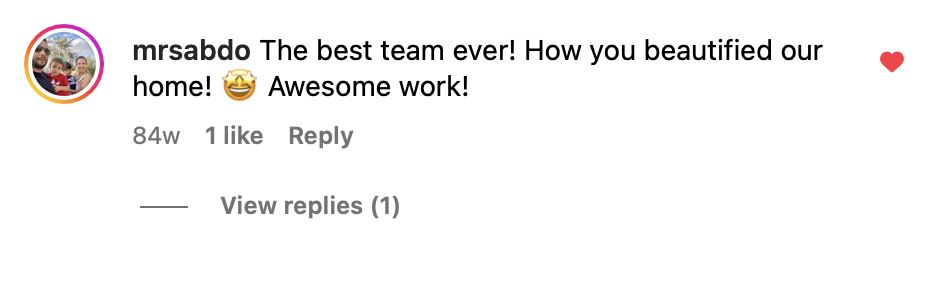 mrsabdo The best team ever! How you beautified our
home! 🤩 Awesome work!
84w 1 like Reply
View replies (1)